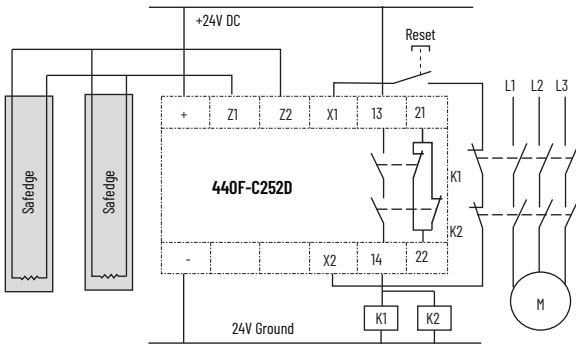 +24V DC
Reset
L1 L2 L3
+ Z1 Z2 X1 13 21
Safedge
Safedge
440F-C252D
K1
K2
- X2 14 22
K1 K2
M
24V Ground